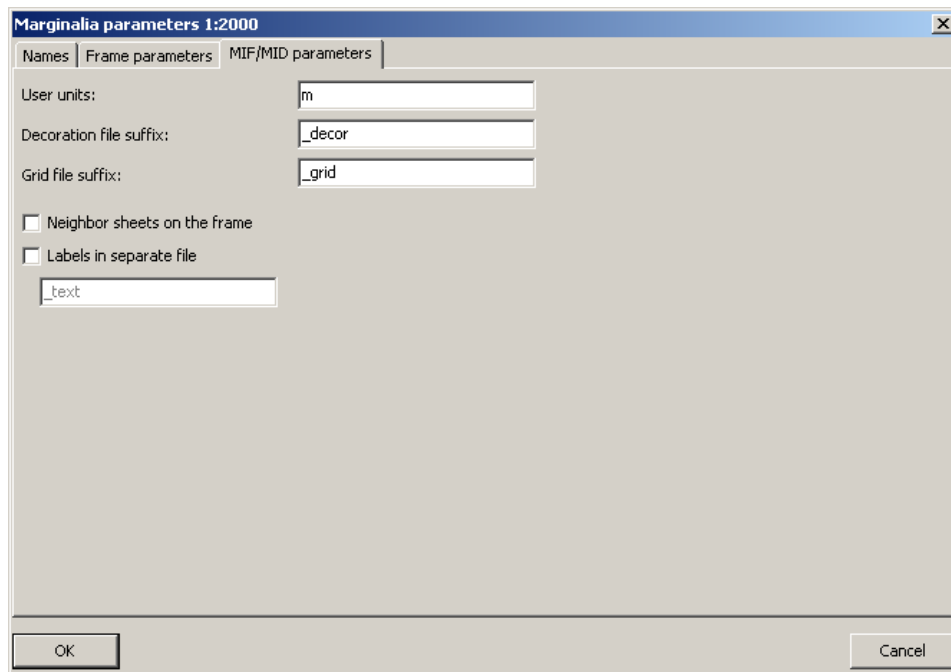 Marginalia parameters 1:2000
Names Frame parameters MIF/MID parameters
User units: m
Decoration file suffix: _decor
Grid file suffix: _grid
Neighbor sheets on the frame
Labels in separate file
_text
OK Cancel